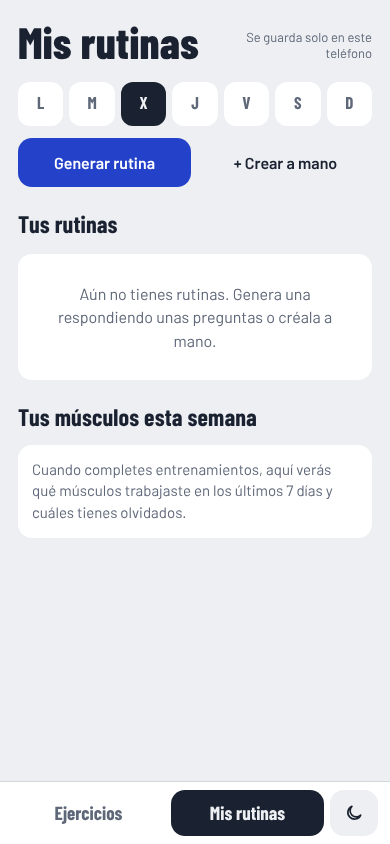 Mis rutinas
Se guarda solo en este
teléfono
L M X J V S D
Generar rutina
+ Crear a mano
Tus rutinas
Aún no tienes rutinas. Genera una
respondiendo unas preguntas o créala a
mano.
Tus músculos esta semana
Cuando completes entrenamientos, aquí verás
qué músculos trabajaste en los últimos 7 días y
cuáles tienes olvidados.
Ejercicios
Mis rutinas